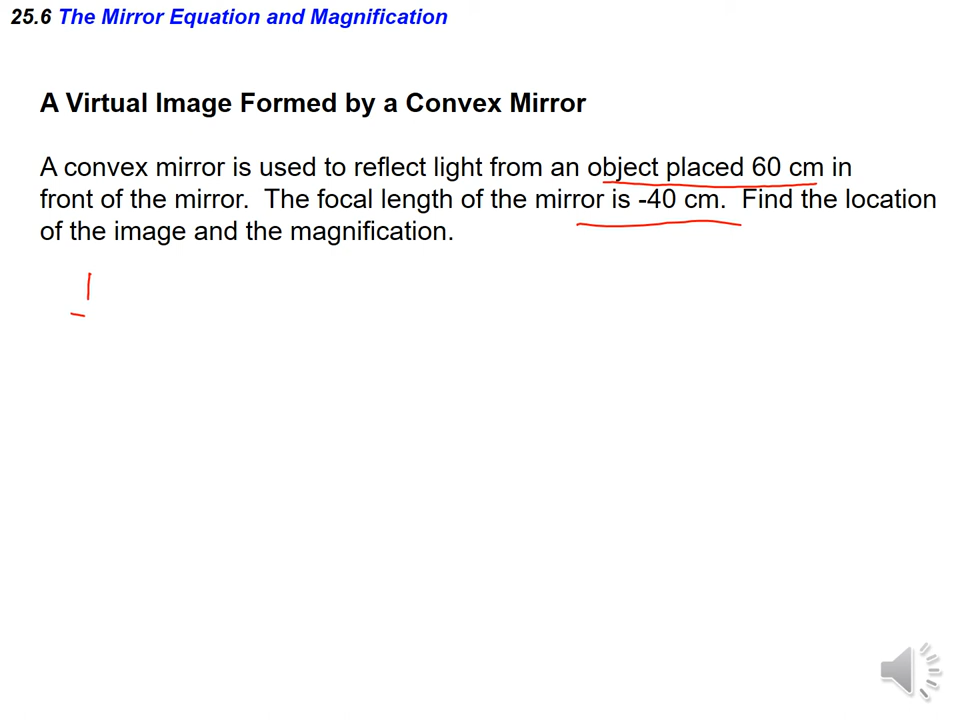 25.6 The Mirror Equation and Magnification
A Virtual Image Formed by a Convex Mirror
A convex mirror is used to reflect light from an object placed 60 cm in
front of the mirror. The focal length of the mirror is -40 cm. Find the location
of the image and the magnification.
1